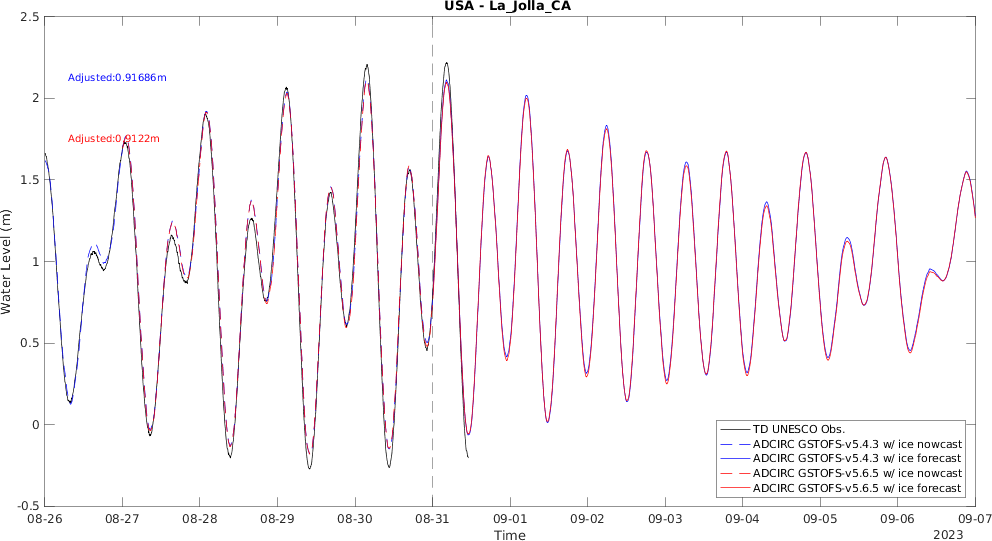 USA - La_Jolla_CA
2.5
2
1.5
1
0.5
0
-0.5
Water Level (m)
Adjusted:0.91686m
Adjusted:0.9122m
TD UNESCO Obs.
ADCIRC GSTOFS-v5.4.3 w/ ice nowcast
ADCIRC GSTOFS-v5.4.3 w/ ice forecast
ADCIRC GSTOFS-v5.6.5 w/ ice nowcast
ADCIRC GSTOFS-v5.6.5 w/ ice forecast
08-26 08-27 08-28 08-29 08-30 08-31 09-01 09-02 09-03 09-04 09-05 09-06 09-07
Time
2023